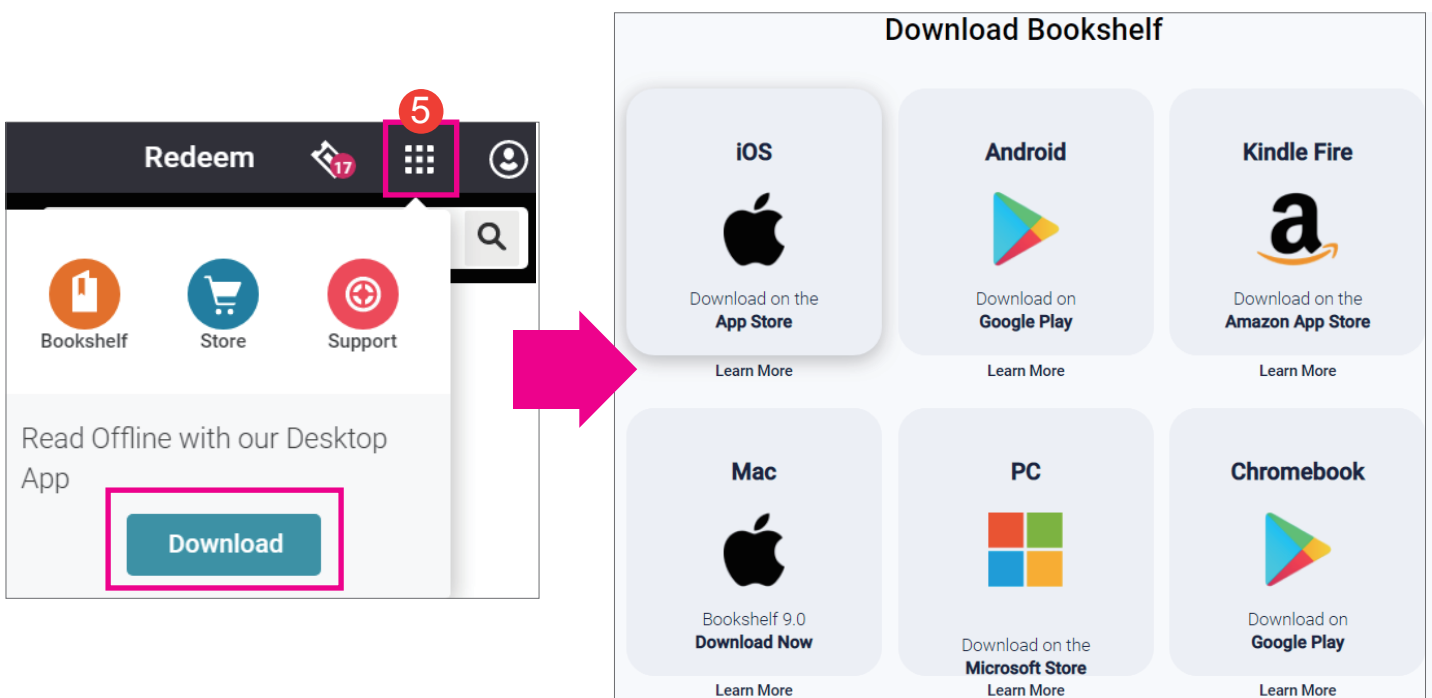 5
Redeem
17
Bookshelf
Store
Support
Read Offline with our Desktop
App
Download
Download Bookshelf
iOS
Download on the
App Store
Learn More
Android
Download on
Google Play
Learn More
Kindle Fire
Download on the
Amazon App Store
Learn More
Mac
Bookshelf 9.0
Download Now
Learn More
PC
Download on the
Microsoft Store
Learn More
Chromebook
Download on
Google Play
Learn More